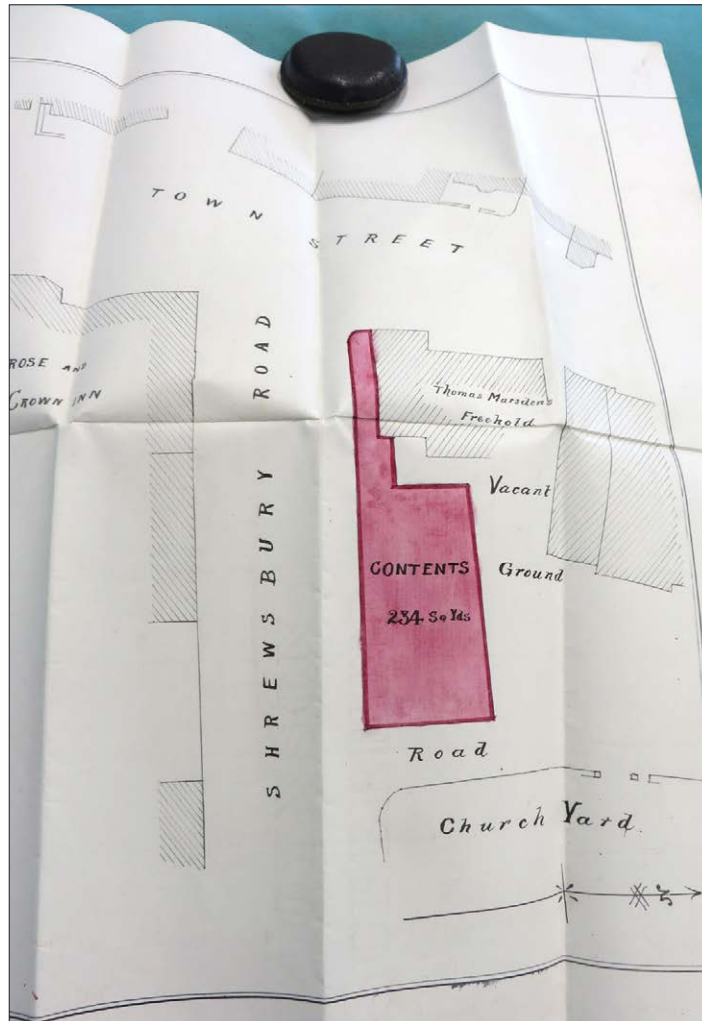 TOWN STREET
ROSE AND
CROWN INN
SHREWSBURY ROAD
Thomas Marsden's
Freehold
Vacant
Ground
CONTENTS
234 Sq Yds
Road
Church Yard.